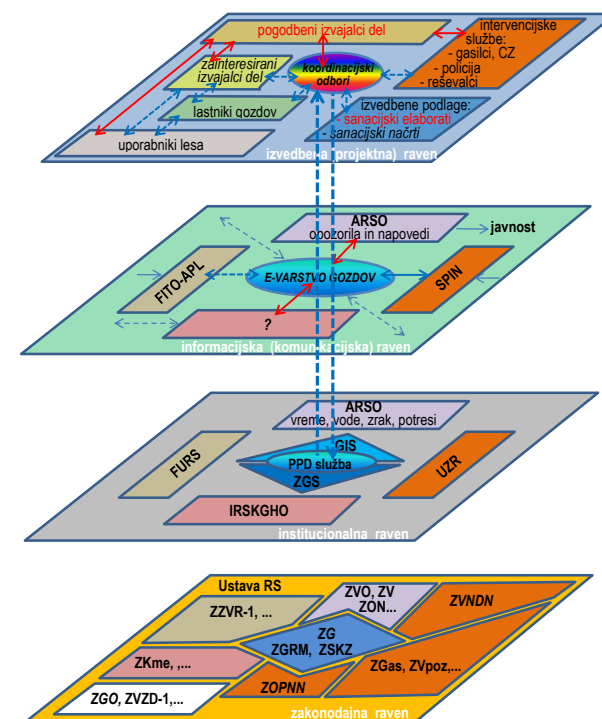 pogodbeni izvajalci del
intervencijske
službe:
- gasilci, CZ
- policija
- reševalci
zainteresirani
izvajalci del
koordinacijski
odbori
lastniki gozdov
izvedbene podlage:
- sanacijski elaborati
- sanacijski načrti
uporabniki lesa
izvedbena (projektna) raven
ARSO
opozorila in napovedi
javnost
FITO-APL
E-VARSTVO GOZDOV
SPIN
?
informacijska (komunikacijska) raven
ARSO
vreme, vode, zrak, potresi
FURS
GIS
PPD služba
ZGS
UZR
IRSKGHO
institucionalna raven
Ustava RS
ZZVR-1, ...
ZVO, ZV
ZON...
ZVNDN
ZG
ZGRM, ZSKZ
ZKme, ,...
ZGas, ZVpoz,...
ZGO, ZVZD-1,...
ZOPNN
zakonodajna raven